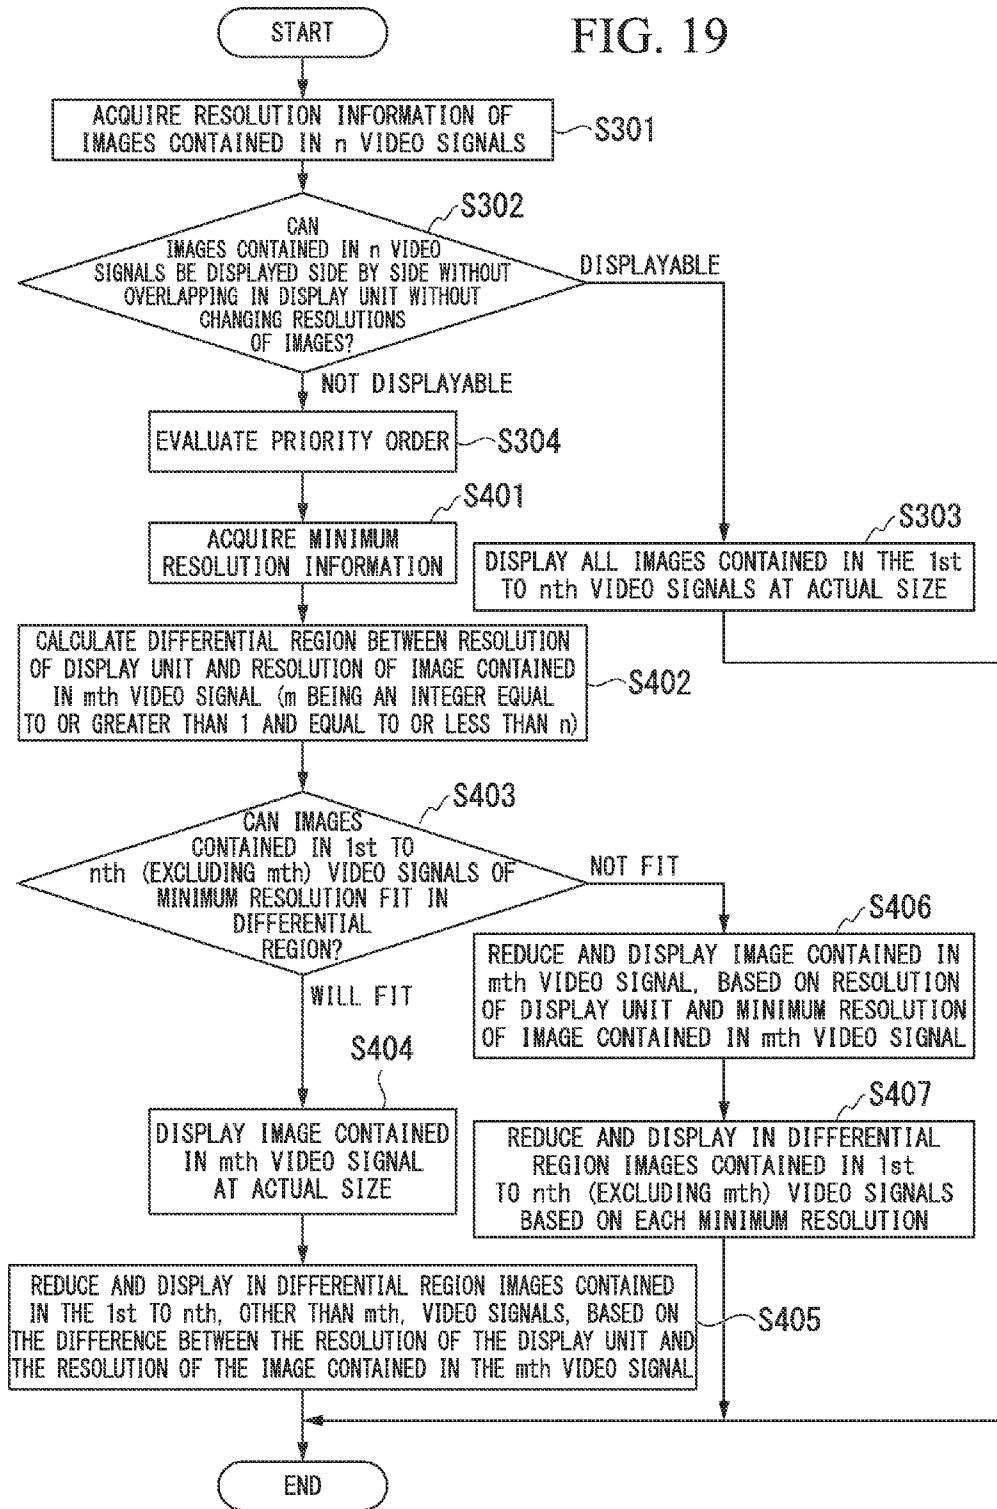 START
FIG. 19
ACQUIRE RESOLUTION INFORMATION OF
IMAGES CONTAINED IN n VIDEO SIGNALS
S301
S302
CAN
IMAGES CONTAINED IN n VIDEO
SIGNALS BE DISPLAYED SIDE BY SIDE WITHOUT
OVERLAPPING IN DISPLAY UNIT WITHOUT
CHANGING RESOLUTIONS
OF IMAGES?
DISPLAYABLE
NOT DISPLAYABLE
EVALUATE PRIORITY ORDER
S304
S401
ACQUIRE MINIMUM
RESOLUTION INFORMATION
S303
DISPLAY ALL IMAGES CONTAINED IN THE 1st
TO nth VIDEO SIGNALS AT ACTUAL SIZE
CALCULATE DIFFERENTIAL REGION BETWEEN RESOLUTION
OF DISPLAY UNIT AND RESOLUTION OF IMAGE CONTAINED
IN mth VIDEO SIGNAL (m BEING AN INTEGER EQUAL
TO OR GREATER THAN 1 AND EQUAL TO OR LESS THAN n)
S402
S403
CAN IMAGES
CONTAINED IN 1st TO
nth (EXCLUDING mth) VIDEO SIGNALS OF
MINIMUM RESOLUTION FIT IN
DIFFERENTIAL
REGION?
NOT FIT
WILL FIT
S406
REDUCE AND DISPLAY IMAGE CONTAINED IN
mth VIDEO SIGNAL, BASED ON RESOLUTION
OF DISPLAY UNIT AND MINIMUM RESOLUTION
OF IMAGE CONTAINED IN mth VIDEO SIGNAL
S404
DISPLAY IMAGE CONTAINED
IN mth VIDEO SIGNAL
AT ACTUAL SIZE
S407
REDUCE AND DISPLAY IN DIFFERENTIAL
REGION IMAGES CONTAINED IN 1st
TO nth (EXCLUDING mth) VIDEO SIGNALS
BASED ON EACH MINIMUM RESOLUTION
REDUCE AND DISPLAY IN DIFFERENTIAL REGION IMAGES CONTAINED
IN THE 1st TO nth, OTHER THAN mth, VIDEO SIGNALS, BASED ON
THE DIFFERENCE BETWEEN THE RESOLUTION OF THE DISPLAY UNIT AND
THE RESOLUTION OF THE IMAGE CONTAINED IN THE mth VIDEO SIGNAL
S405
END